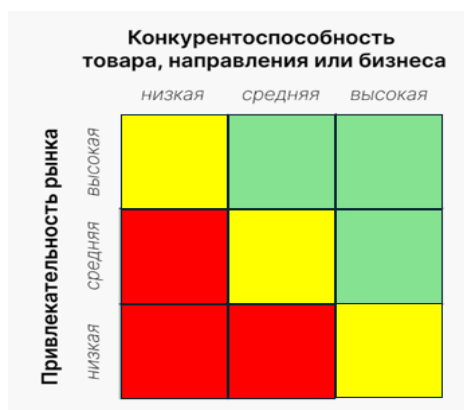 Конкурентоспособность
товара, направления или бизнеса
низкая средняя высокая
Привлекательность рынка
высокая
средняя
низкая